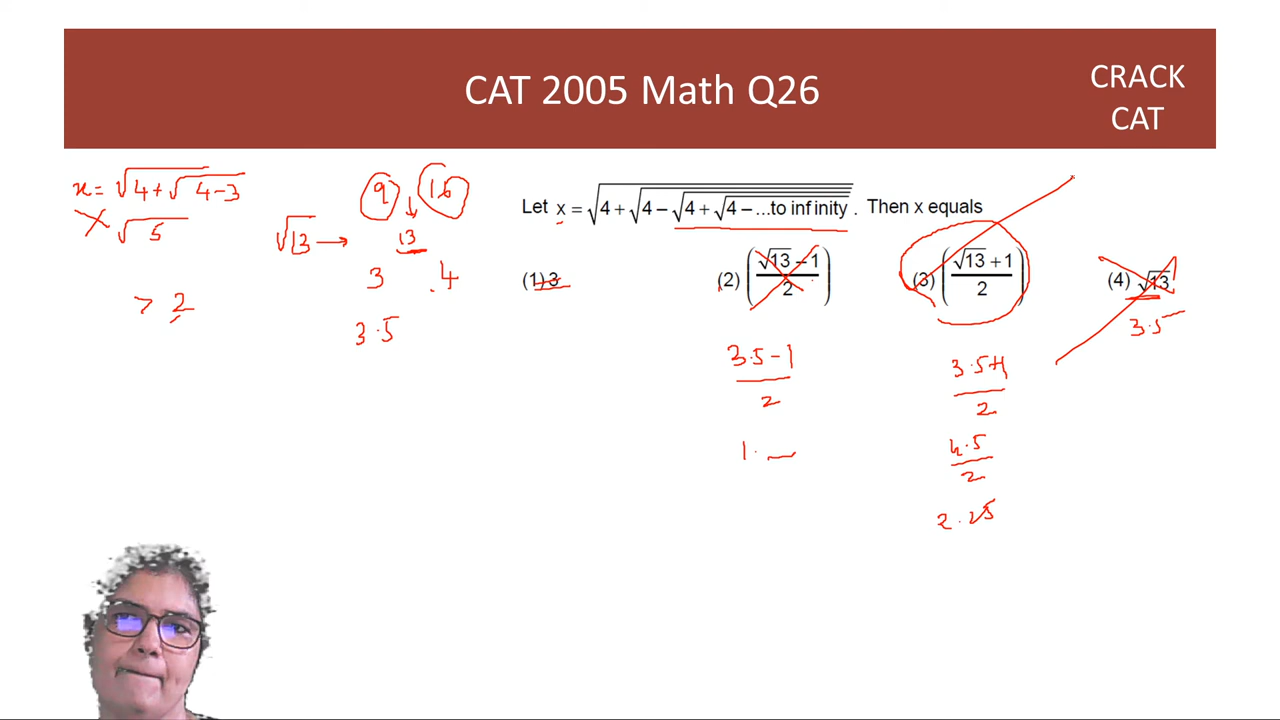 CAT 2005 Math Q26
CRACK
CAT
x = √4 + √4 − 3
√5
> 2
√13 →
9 16
13
3 4
3.5
Let x = √4 + √4 − √4 + √4 − ...to infinity . Then x equals
(1) 3
(2) (√13 − 1 / 2)
(3) (√13 + 1 / 2)
(4) √13
3.5
3.5 − 1
2
1.
3.5 + 1
2
4.5
2
2.25